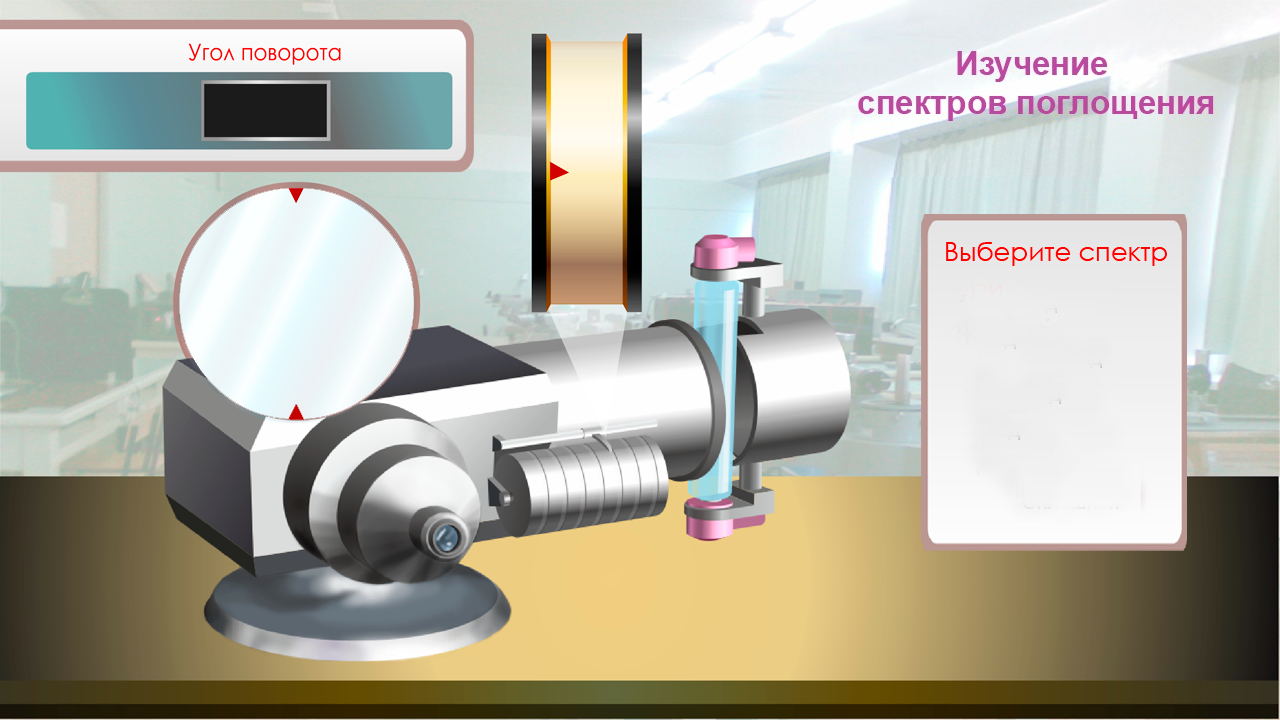 Угол поворота
Изучение
спектров поглощения
Выберите спектр